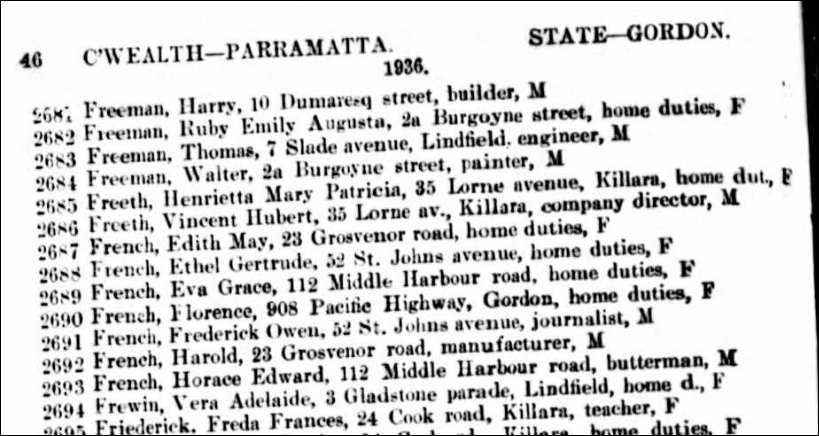 46 C'WEALTH—PARRAMATTA. STATE—GORDON.
1936.
2681 Freeman, Harry, 10 Dumaresq street, builder, M
2682 Freeman, Ruby Emily Augusta, 2a Burgoyne street, home duties, F
2683 Freeman, Thomas, 7 Slade avenue, Lindfield, engineer, M
2684 Freeman, Walter, 2a Burgoyne street, painter, M
2685 Freeth, Henrietta Mary Patricia, 35 Lorne avenue, Killara, home dut., F
2686 Freeth, Vincent Hubert, 35 Lorne av., Killara, company director, M
2687 French, Edith May, 23 Grosvenor road, home duties, F
2688 French, Ethel Gertrude, 52 St. Johns avenue, home duties, F
2689 French, Eva Grace, 112 Middle Harbour road, home duties, F
2690 French, Florence, 908 Pacific Highway, Gordon, home duties, F
2691 French, Frederick Owen, 52 St. Johns avenue, journalist, M
2692 French, Harold, 23 Grosvenor road, manufacturer, M
2693 French, Horace Edward, 112 Middle Harbour road, butterman, M
2694 Frewin, Vera Adelaide, 3 Gladstone parade, Lindfield, home d., F
2695 Friederick, Freda Frances, 24 Cook road, Killara, teacher, F
Killara, home duties, F